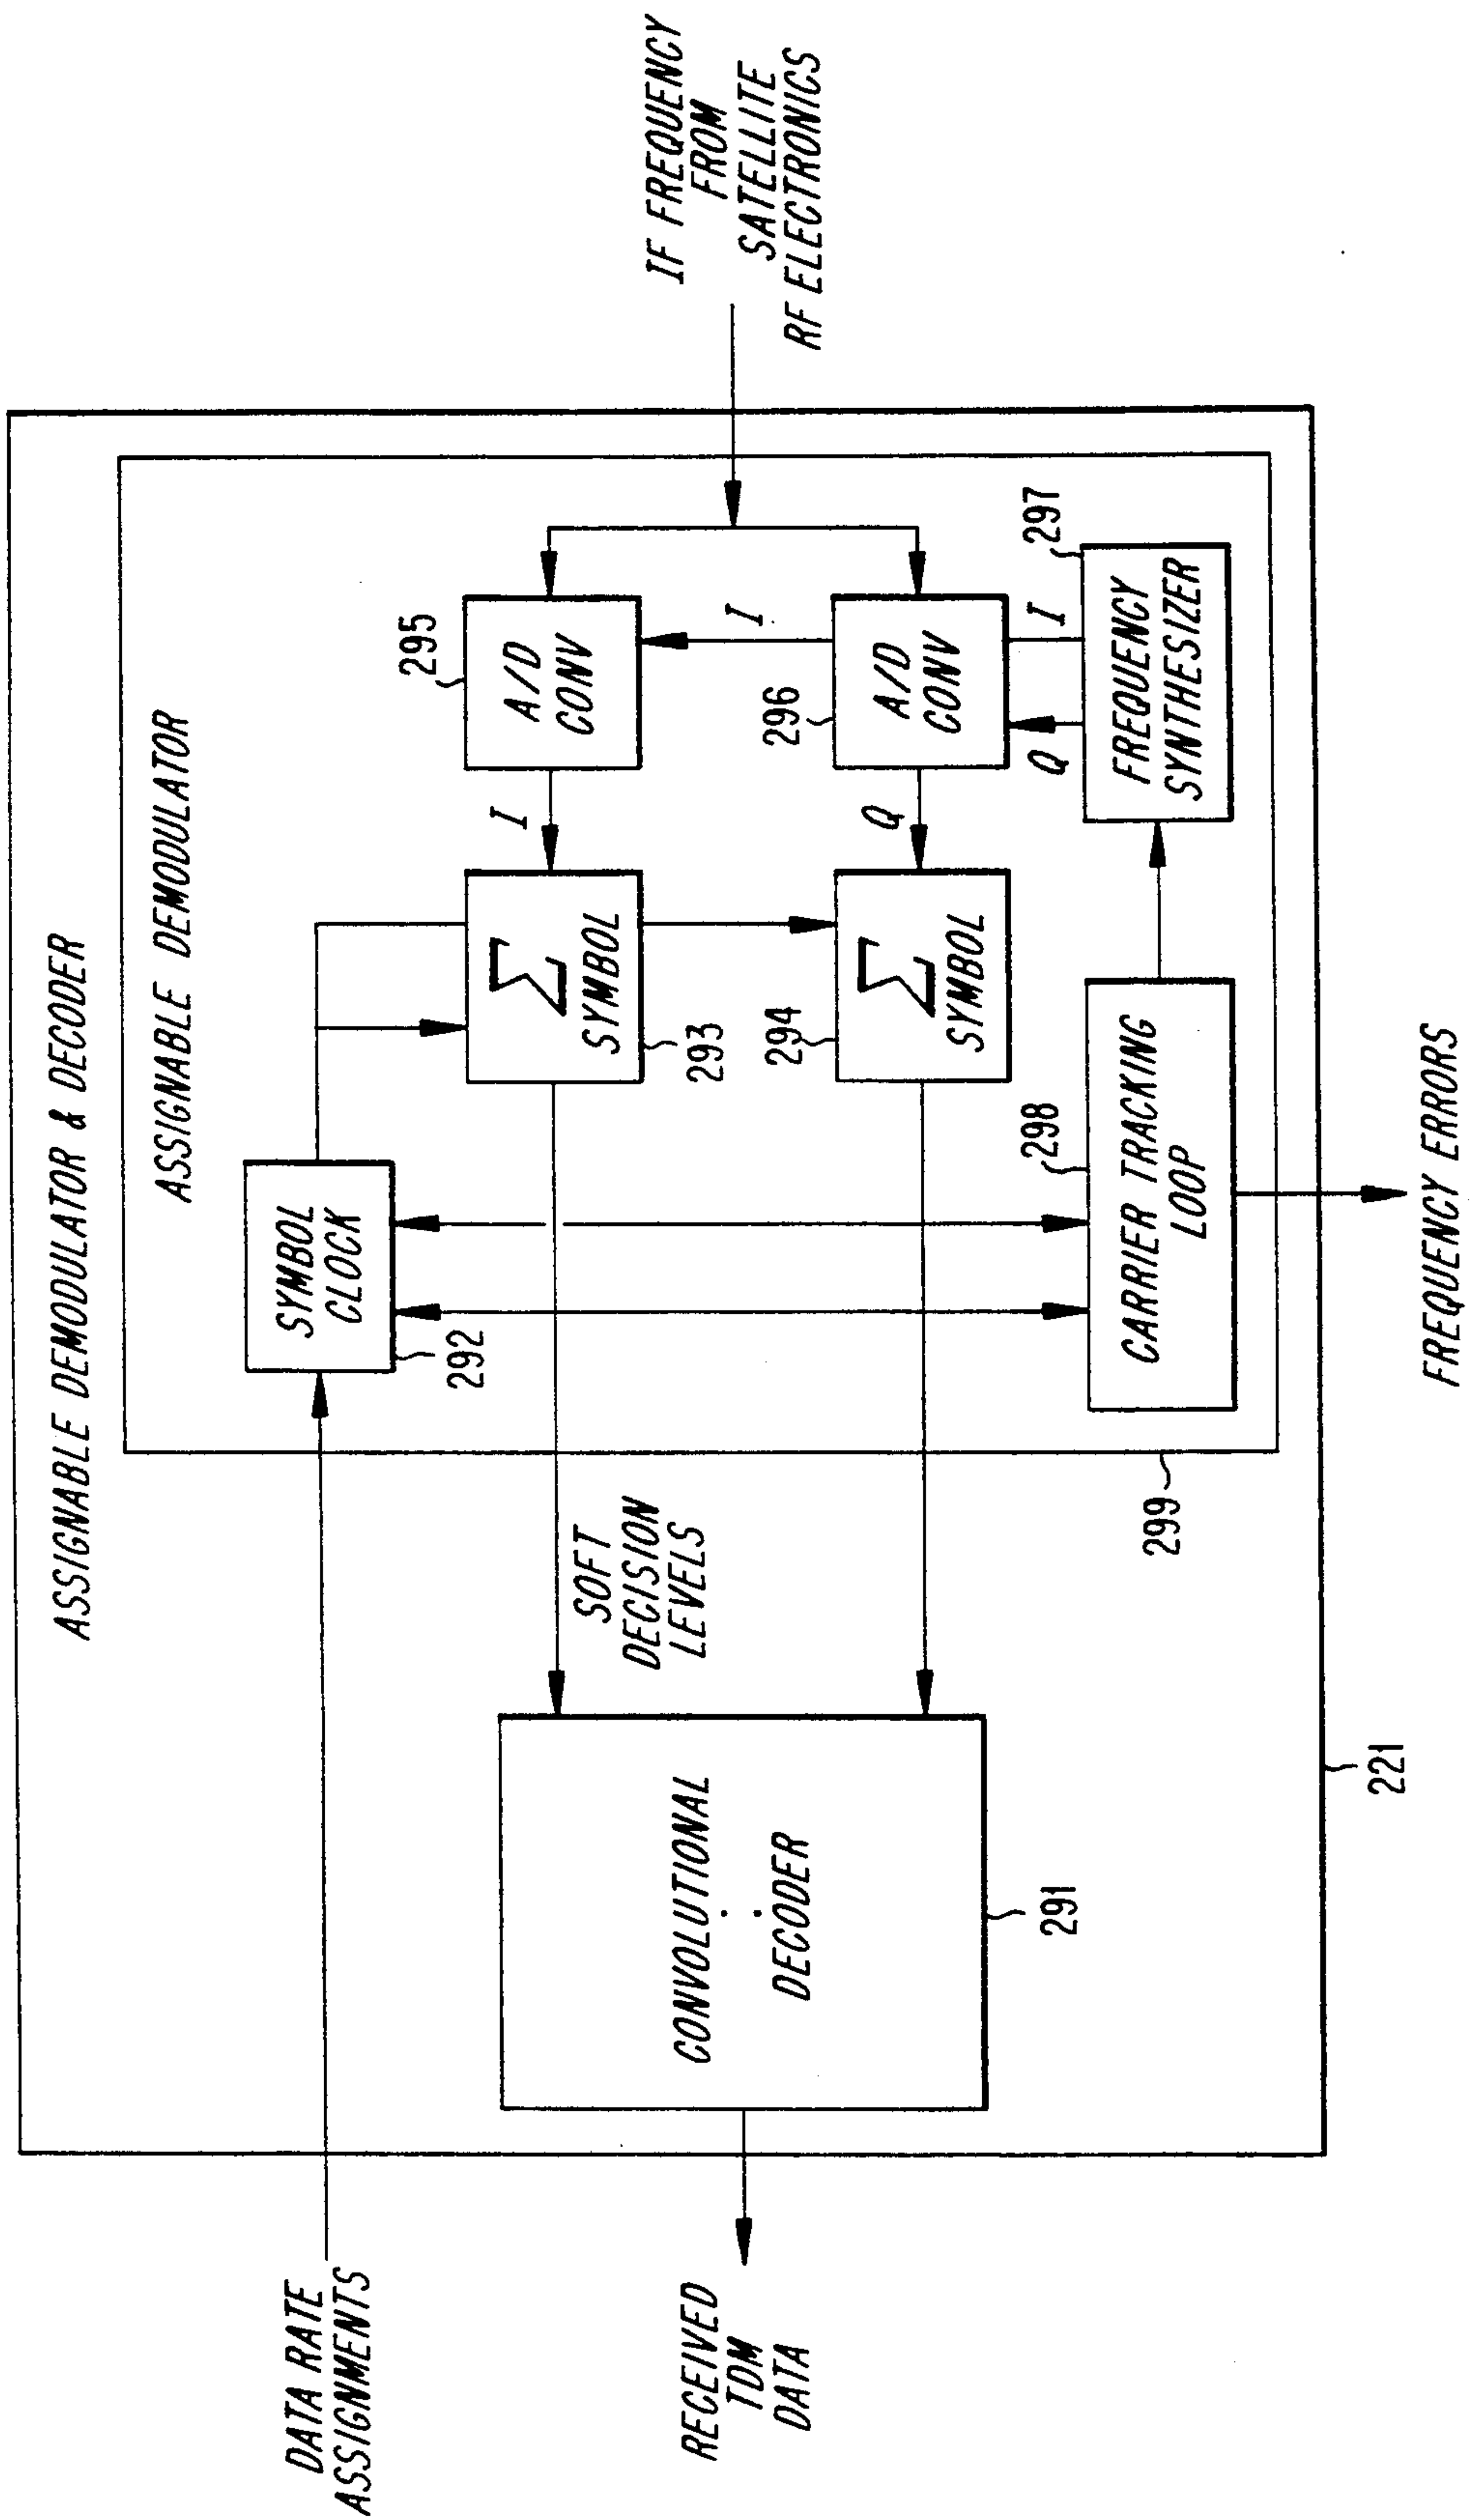 ASSIGNABLE DEMODULATOR & DECODER
ASSIGNABLE DEMODULATOR
DATA RATE
ASSIGNMENTS
SYMBOL
CLOCK
292
295
A/D
CONV
I
Σ
SYMBOL
293
I
296
A/D
CONV
Q
Σ
SYMBOL
294
IF FREQUENCY
FROM
SATELLITE
RF ELECTRONICS
SOFT
DECISION
LEVELS
CONVOLUTIONAL
DECODER
291
RECEIVED
TDM
DATA
298
CARRIER TRACKING
LOOP
Q
I
297
FREQUENCY
SYNTHESIZER
299
221
FREQUENCY ERRORS